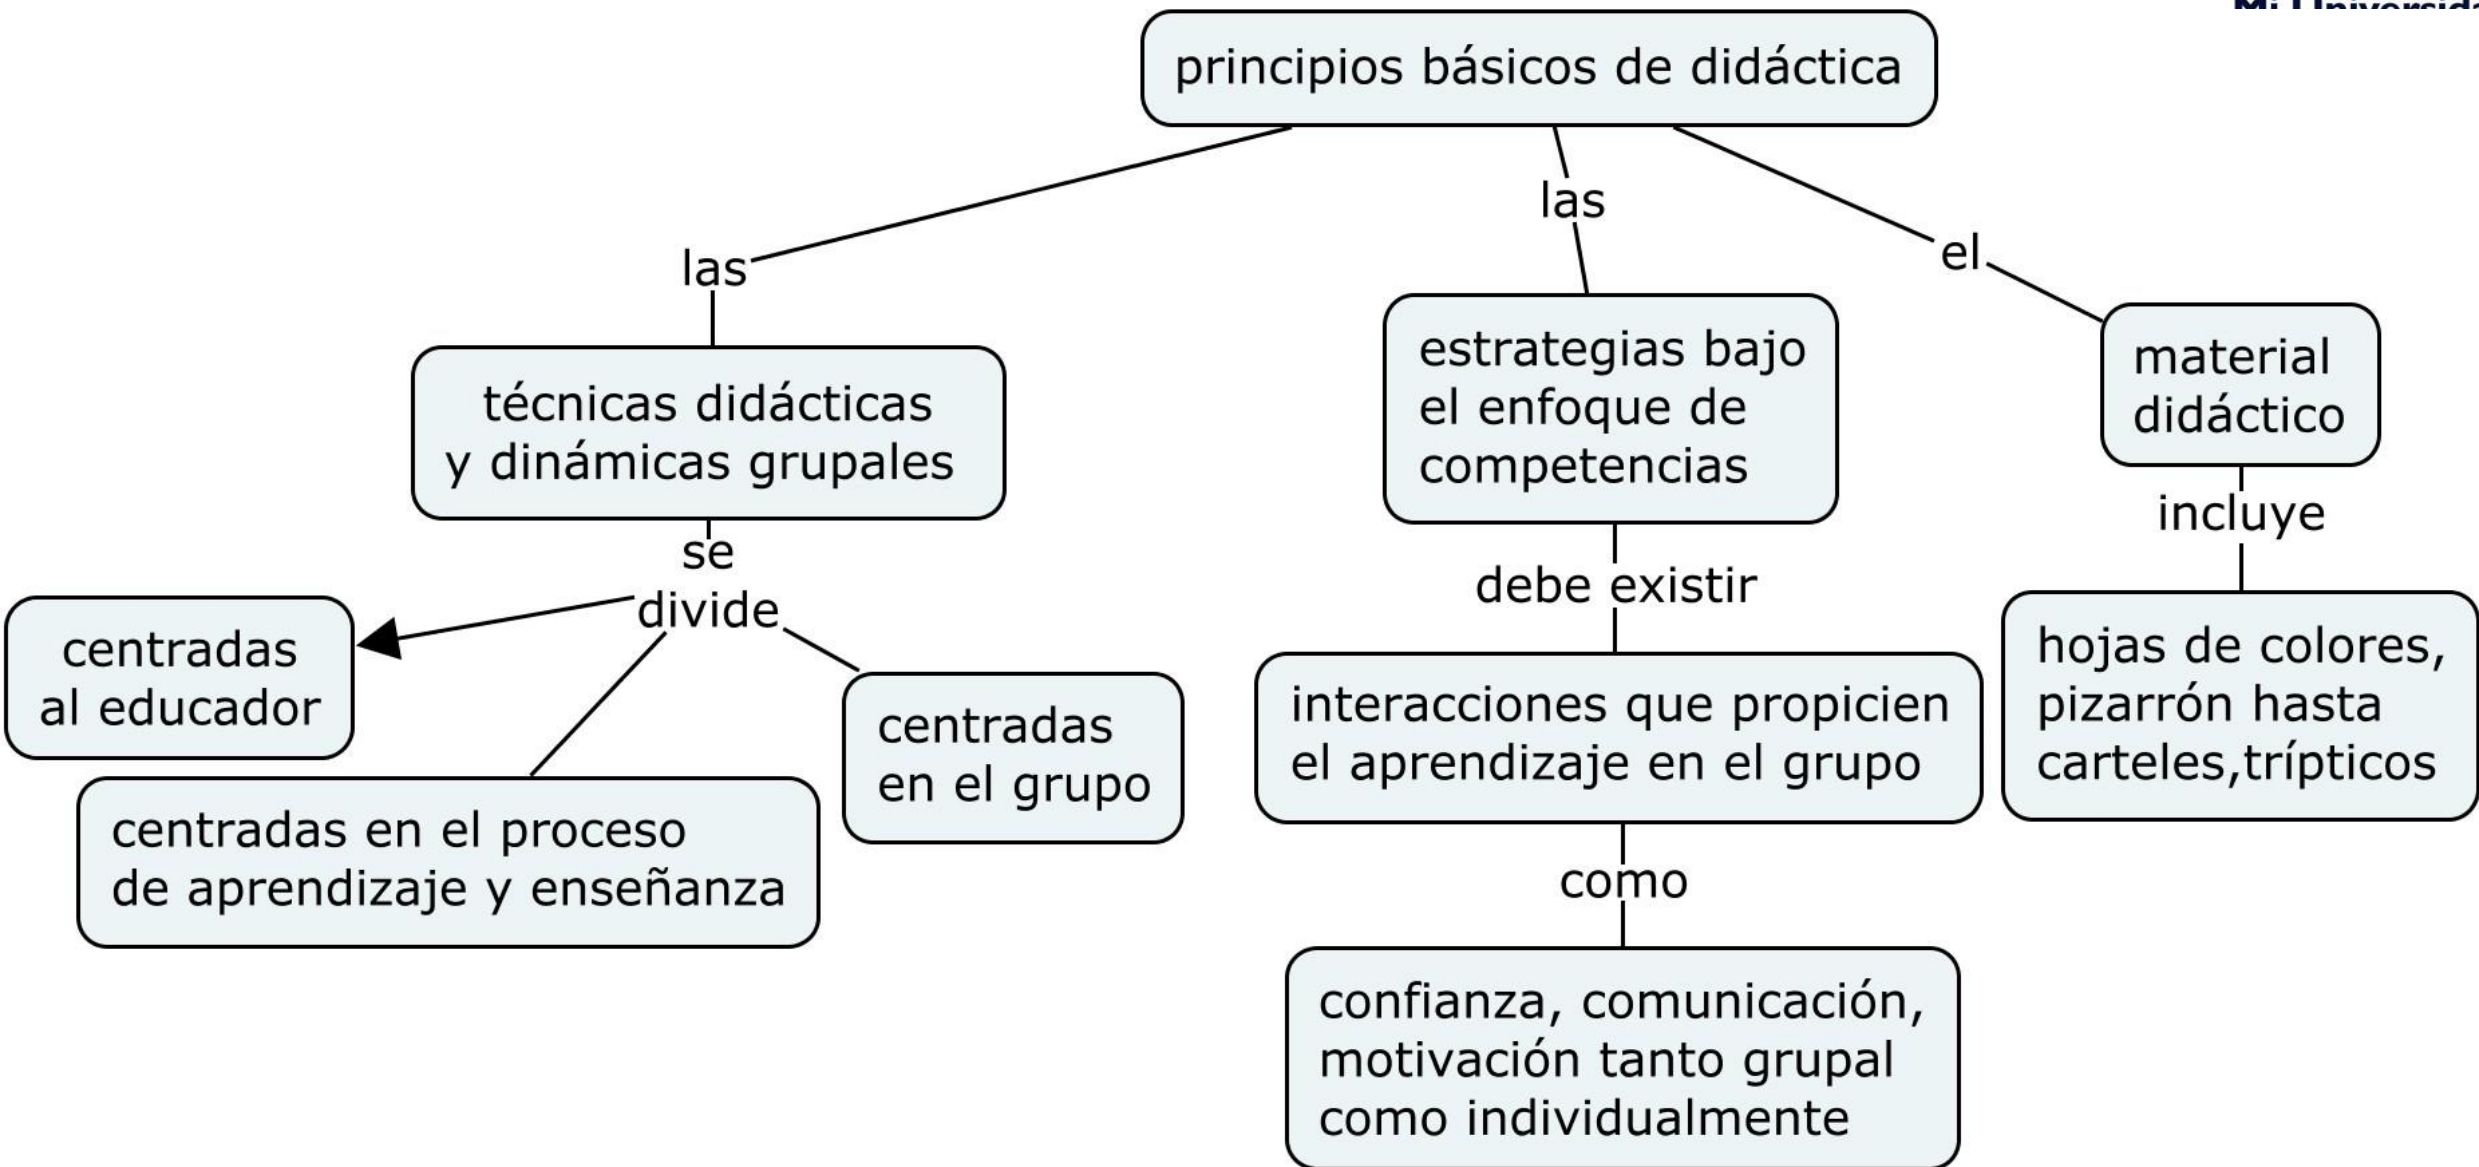 Mi Universida
principios básicos de didáctica
las
las
el
técnicas didácticas
y dinámicas grupales
estrategias bajo
el enfoque de
competencias
material
didáctico
se
divide
debe existir
incluye
centradas
al educador
centradas en el proceso
de aprendizaje y enseñanza
centradas
en el grupo
interacciones que propicien
el aprendizaje en el grupo
hojas de colores,
pizarrón hasta
carteles,trípticos
como
confianza, comunicación,
motivación tanto grupal
como individualmente